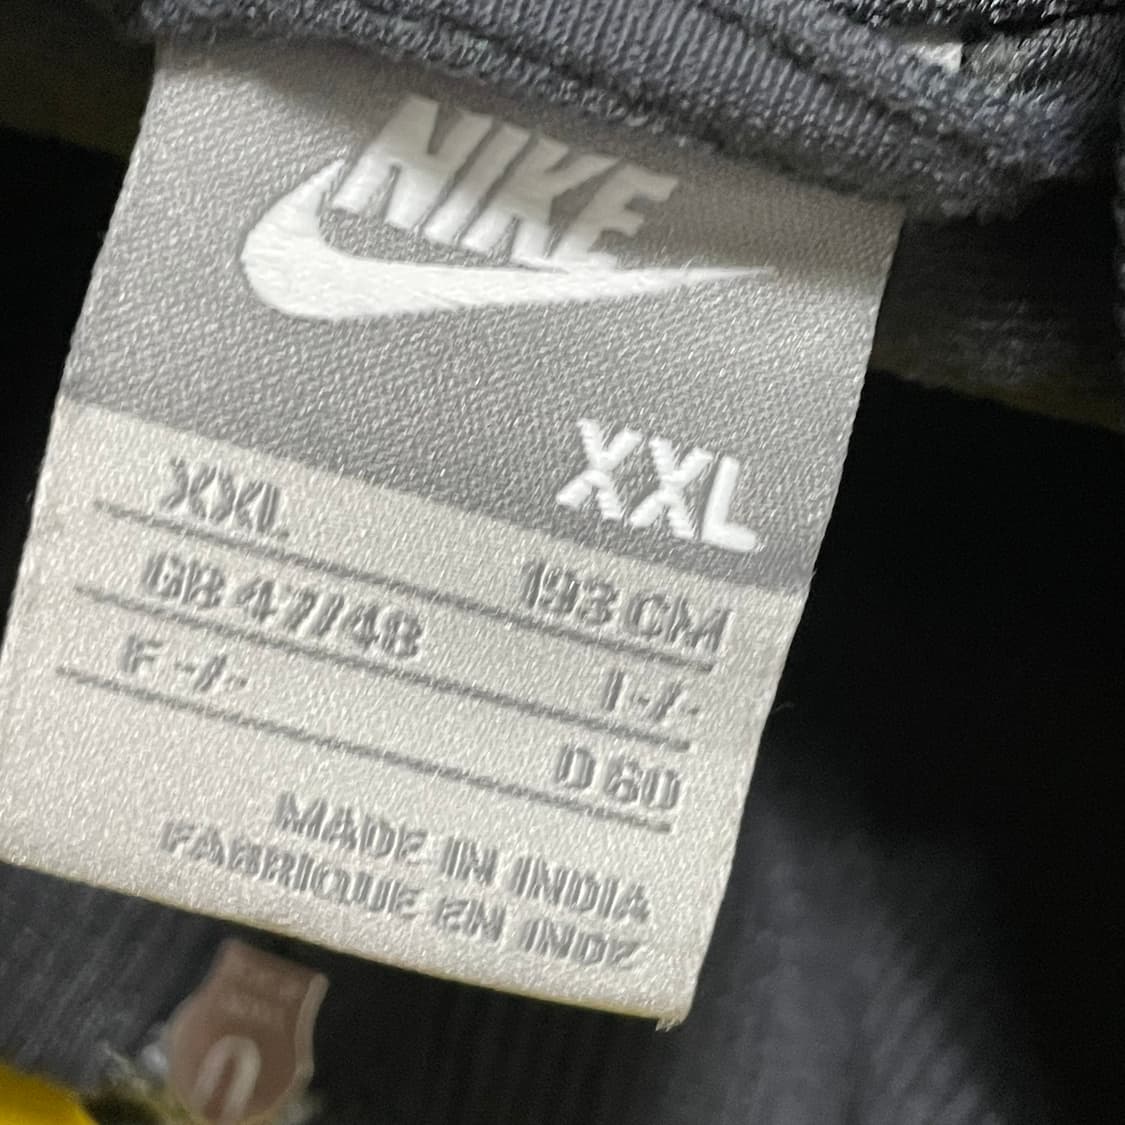 NIKE
XXL
XXL 193 CM
GB 47/48 I -/-
F -/- D 60
MADE IN INDIA
FABRIQUE EN INDE